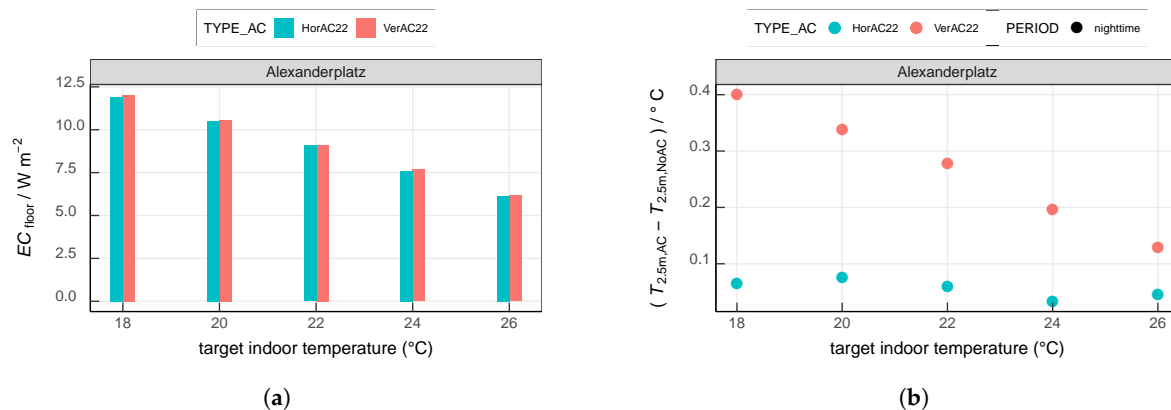 TYPE_AC HorAC22 VerAC22
Alexanderplatz
12.5
10.0
7.5
5.0
2.5
0.0
EC floor / W m⁻²
18 20 22 24 26
target indoor temperature (°C)
(a)
TYPE_AC HorAC22 VerAC22 PERIOD nighttime
Alexanderplatz
0.4
0.3
0.2
0.1
( T 2.5m,AC − T 2.5m,NoAC ) / ° C
18 20 22 24 26
target indoor temperature (°C)
(b)